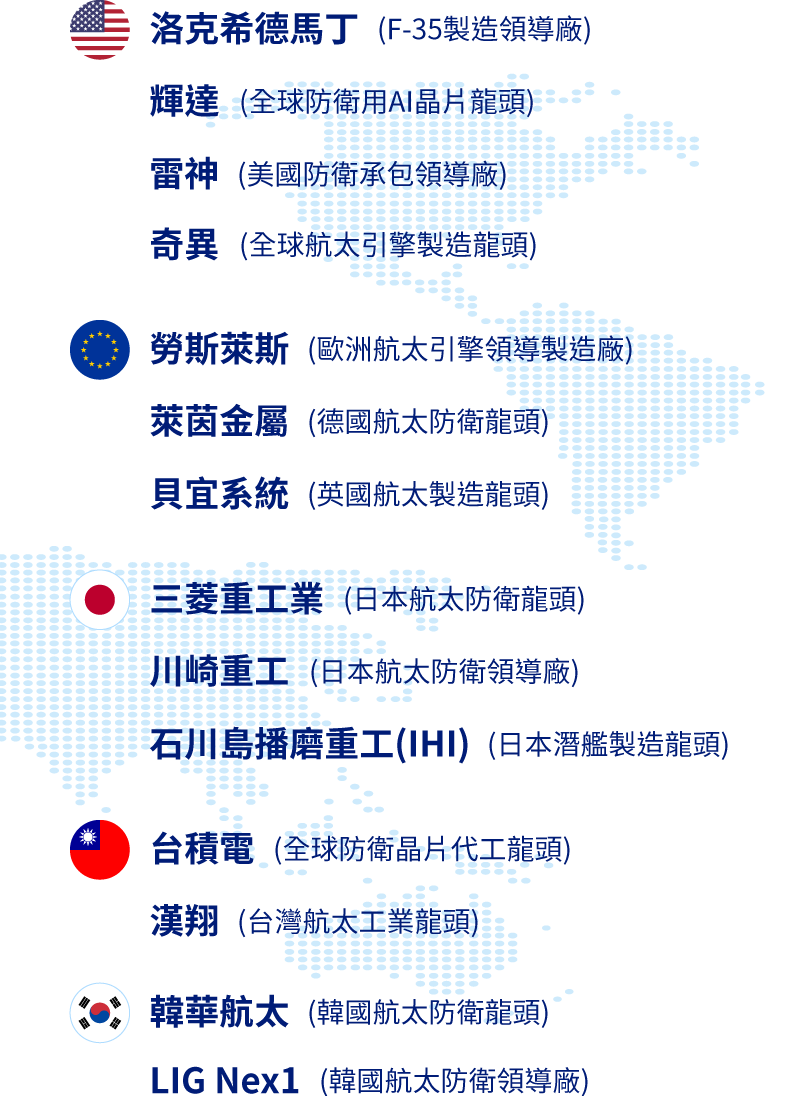 洛克希德馬丁 (F-35製造領導廠)
輝達 (全球防衛用AI晶片龍頭)
雷神 (美國防衛承包領導廠)
奇異 (全球航太引擎製造龍頭)
勞斯萊斯 (歐洲航太引擎領導製造廠)
萊茵金屬 (德國航太防衛龍頭)
貝宜系統 (英國航太製造龍頭)
三菱重工業 (日本航太防衛龍頭)
川崎重工 (日本航太防衛領導廠)
石川島播磨重工(IHI) (日本潛艦製造龍頭)
台積電 (全球防衛晶片代工龍頭)
漢翔 (台灣航太工業龍頭)
韓華航太 (韓國航太防衛龍頭)
LIG Nex1 (韓國航太防衛領導廠)